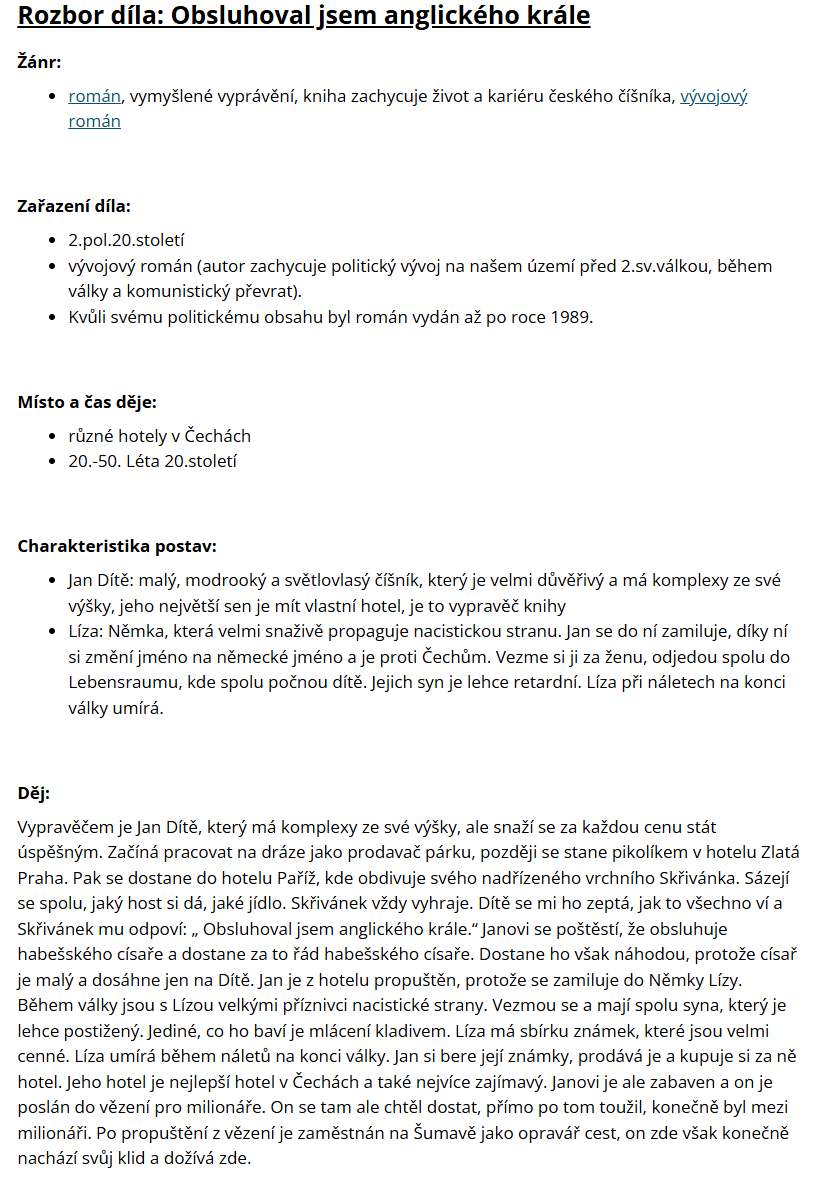 Rozbor díla: Obsluhoval jsem anglického krále
Žánr:
• román, vymyšlené vyprávění, kniha zachycuje život a kariéru českého číšníka, vývojový
román
Zařazení díla:
• 2.pol.20.století
• vývojový román (autor zachycuje politický vývoj na našem území před 2.sv.válkou, během
války a komunistický převrat).
• Kvůli svému politickému obsahu byl román vydán až po roce 1989.
Místo a čas děje:
• různé hotely v Čechách
• 20.-50. Léta 20.století
Charakteristika postav:
• Jan Dítě: malý, modrooký a světlovlasý číšník, který je velmi důvěřivý a má komplexy ze své
výšky, jeho největší sen je mít vlastní hotel, je to vypravěč knihy
• Líza: Němka, která velmi snaživě propaguje nacistickou stranu. Jan se do ní zamiluje, díky ní
si změní jméno na německé jméno a je proti Čechům. Vezme si ji za ženu, odjedou spolu do
Lebensraumu, kde spolu počnou dítě. Jejich syn je lehce retardní. Líza při náletech na konci
války umírá.
Děj:
Vypravěčem je Jan Dítě, který má komplexy ze své výšky, ale snaží se za každou cenu stát
úspěšným. Začíná pracovat na dráze jako prodavač párku, později se stane pikolíkem v hotelu Zlatá
Praha. Pak se dostane do hotelu Paříž, kde obdivuje svého nadřízeného vrchního Skřivánka. Sázejí
se spolu, jaký host si dá, jaké jídlo. Skřivánek vždy vyhraje. Dítě se mi ho zeptá, jak to všechno ví a
Skřivánek mu odpoví: „ Obsluhoval jsem anglického krále.“ Janovi se poštěstí, že obsluhuje
habešského císaře a dostane za to řád habešského císaře. Dostane ho však náhodou, protože císař
je malý a dosáhne jen na Dítě. Jan je z hotelu propuštěn, protože se zamiluje do Němky Lízy.
Během války jsou s Lízou velkými příznivci nacistické strany. Vezmou se a mají spolu syna, který je
lehce postižený. Jediné, co ho baví je mlácení kladivem. Líza má sbírku známek, které jsou velmi
cenné. Líza umírá během náletů na konci války. Jan si bere její známky, prodává je a kupuje si za ně
hotel. Jeho hotel je nejlepší hotel v Čechách a také nejvíce zajímavý. Janovi je ale zabaven a on je
poslán do vězení pro milionáře. On se tam ale chtěl dostat, přímo po tom toužil, konečně byl mezi
milionáři. Po propuštění z vězení je zaměstnán na Šumavě jako opravář cest, on zde však konečně
nachází svůj klid a dožívá zde.